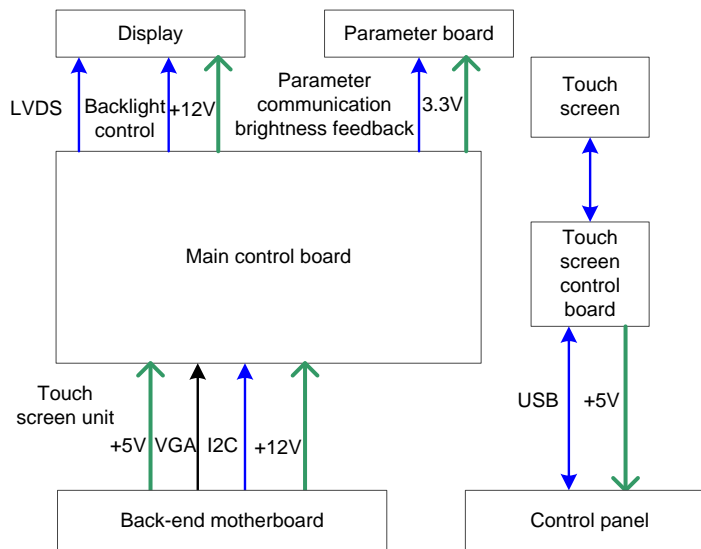 Display
Parameter board
LVDS
Backlight
control
+12V
Parameter
communication
brightness feedback
3.3V
Touch
screen
Main control board
Touch
screen
control
board
Touch
screen unit
+5V
VGA
I2C
+12V
USB
+5V
Back-end motherboard
Control panel